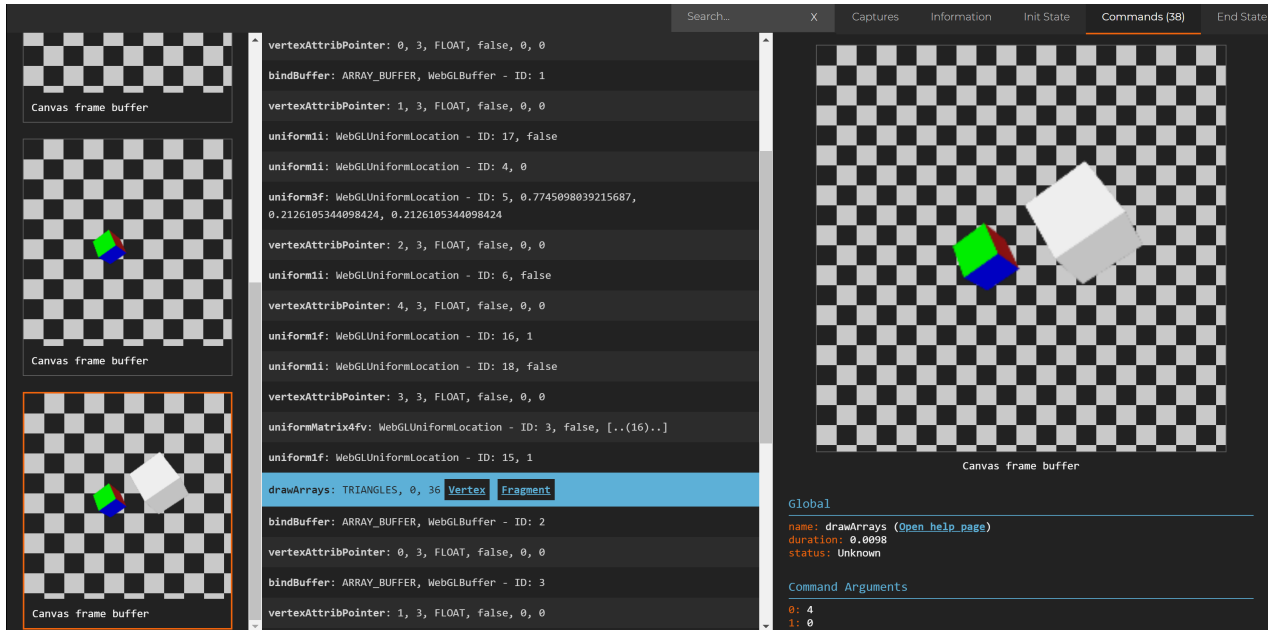 Search... X Captures Information Init State Commands (38) End State
Canvas frame buffer
Canvas frame buffer
Canvas frame buffer
vertexAttribPointer: 0, 3, FLOAT, false, 0, 0
bindBuffer: ARRAY_BUFFER, WebGLBuffer - ID: 1
vertexAttribPointer: 1, 3, FLOAT, false, 0, 0
uniform1i: WebGLUniformLocation - ID: 17, false
uniform1i: WebGLUniformLocation - ID: 4, 0
uniform3f: WebGLUniformLocation - ID: 5, 0.7745098039215687,
0.2126105344098424, 0.2126105344098424
vertexAttribPointer: 2, 3, FLOAT, false, 0, 0
uniform1i: WebGLUniformLocation - ID: 6, false
vertexAttribPointer: 4, 3, FLOAT, false, 0, 0
uniform1f: WebGLUniformLocation - ID: 16, 1
uniform1i: WebGLUniformLocation - ID: 18, false
vertexAttribPointer: 3, 3, FLOAT, false, 0, 0
uniformMatrix4fv: WebGLUniformLocation - ID: 3, false, [..(16)..]
uniform1f: WebGLUniformLocation - ID: 15, 1
drawArrays: TRIANGLES, 0, 36 Vertex Fragment
bindBuffer: ARRAY_BUFFER, WebGLBuffer - ID: 2
vertexAttribPointer: 0, 3, FLOAT, false, 0, 0
bindBuffer: ARRAY_BUFFER, WebGLBuffer - ID: 3
vertexAttribPointer: 1, 3, FLOAT, false, 0, 0
Canvas frame buffer
Global
name: drawArrays (Open help page)
duration: 0.0098
status: Unknown
Command Arguments
0: 4
1: 0